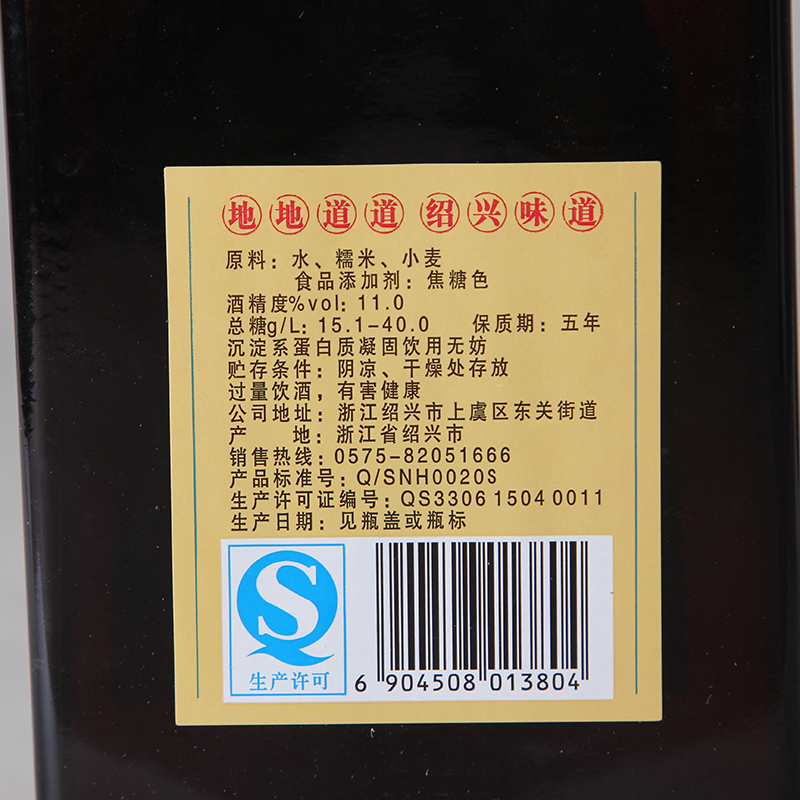 地地道道 绍兴味道
原料：水、糯米、小麦
食品添加剂：焦糖色
酒精度%vol：11.0
总糖g/L：15.1-40.0 保质期：五年
沉淀系蛋白质凝固饮用无妨
贮存条件：阴凉、干燥处存放
过量饮酒，有害健康
公司地址：浙江绍兴市上虞区东关街道
产 地：浙江省绍兴市
销售热线：0575-82051666
产品标准号：Q/SNH0020S
生产许可证编号：QS3306 1504 0011
生产日期：见瓶盖或瓶标
S
生产许可
6 904508 013804